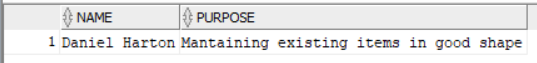 NAME PURPOSE
1 Daniel Harton Mantaining existing items in good shape